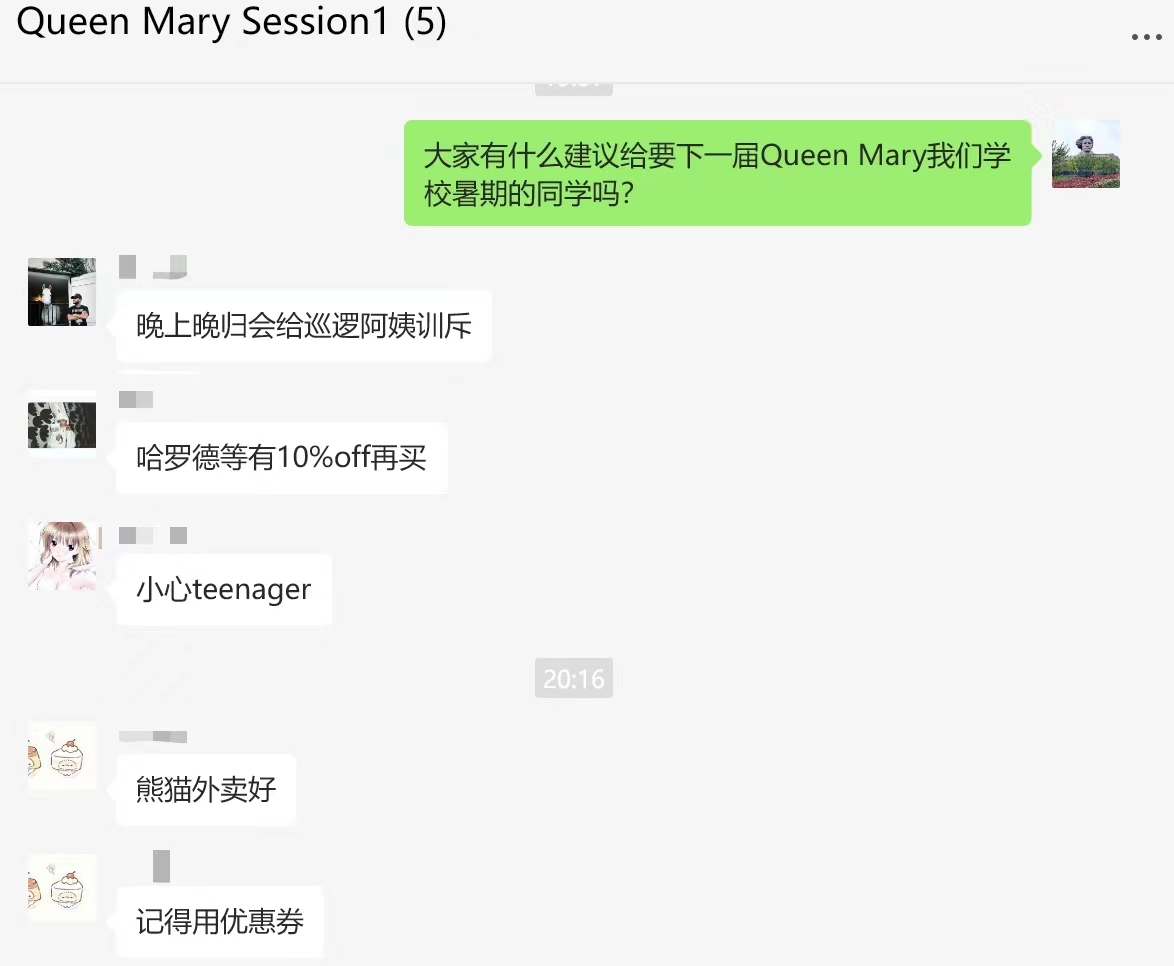 Queen Mary Session1 (5)
大家有什么建议给要下一届Queen Mary我们学
校暑期的同学吗?
晚上晚归会给巡逻阿姨训斥
哈罗德等有10%off再买
小心teenager
20:16
熊猫外卖好
记得用优惠券